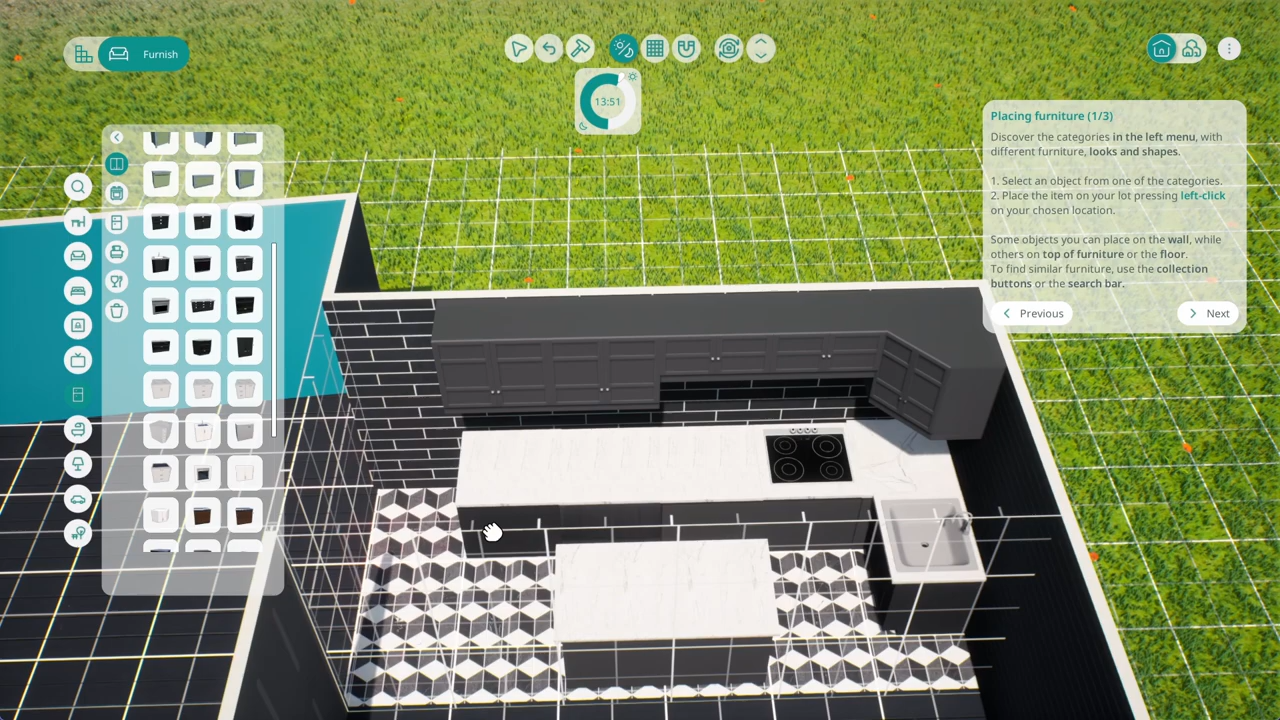 Furnish
13:51
Placing furniture (1/3)
Discover the categories in the left menu, with
different furniture, looks and shapes.
1. Select an object from one of the categories.
2. Place the item on your lot pressing left-click
on your chosen location.
Some objects you can place on the wall, while
others on top of furniture or the floor.
To find similar furniture, use the collection
buttons or the search bar.
Previous
Next